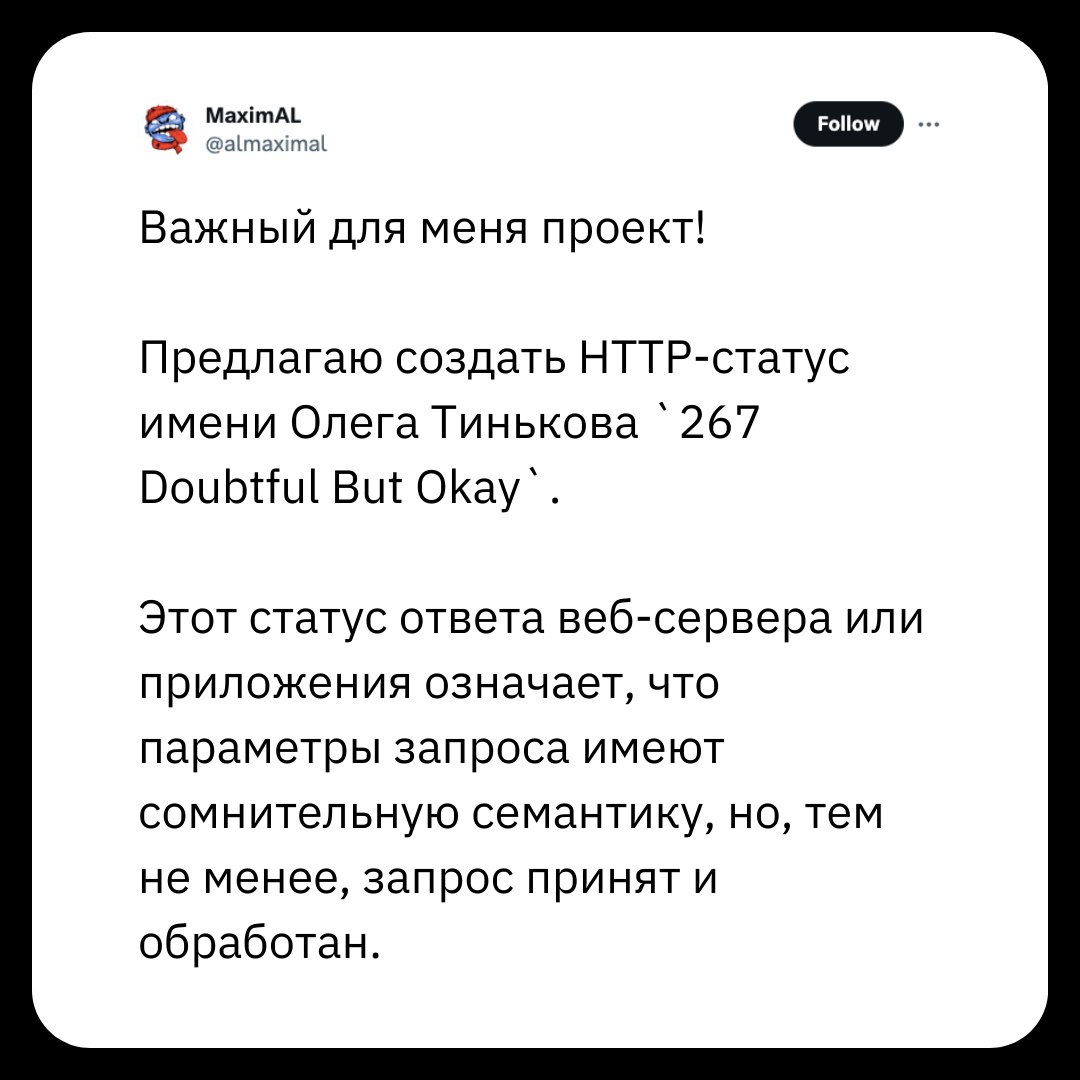 MaximAL
@almaximal
Follow
Важный для меня проект!
Предлагаю создать HTTP-статус
имени Олега Тинькова `267
Doubtful But Okay`.
Этот статус ответа веб-сервера или
приложения означает, что
параметры запроса имеют
сомнительную семантику, но, тем
не менее, запрос принят и
обработан.